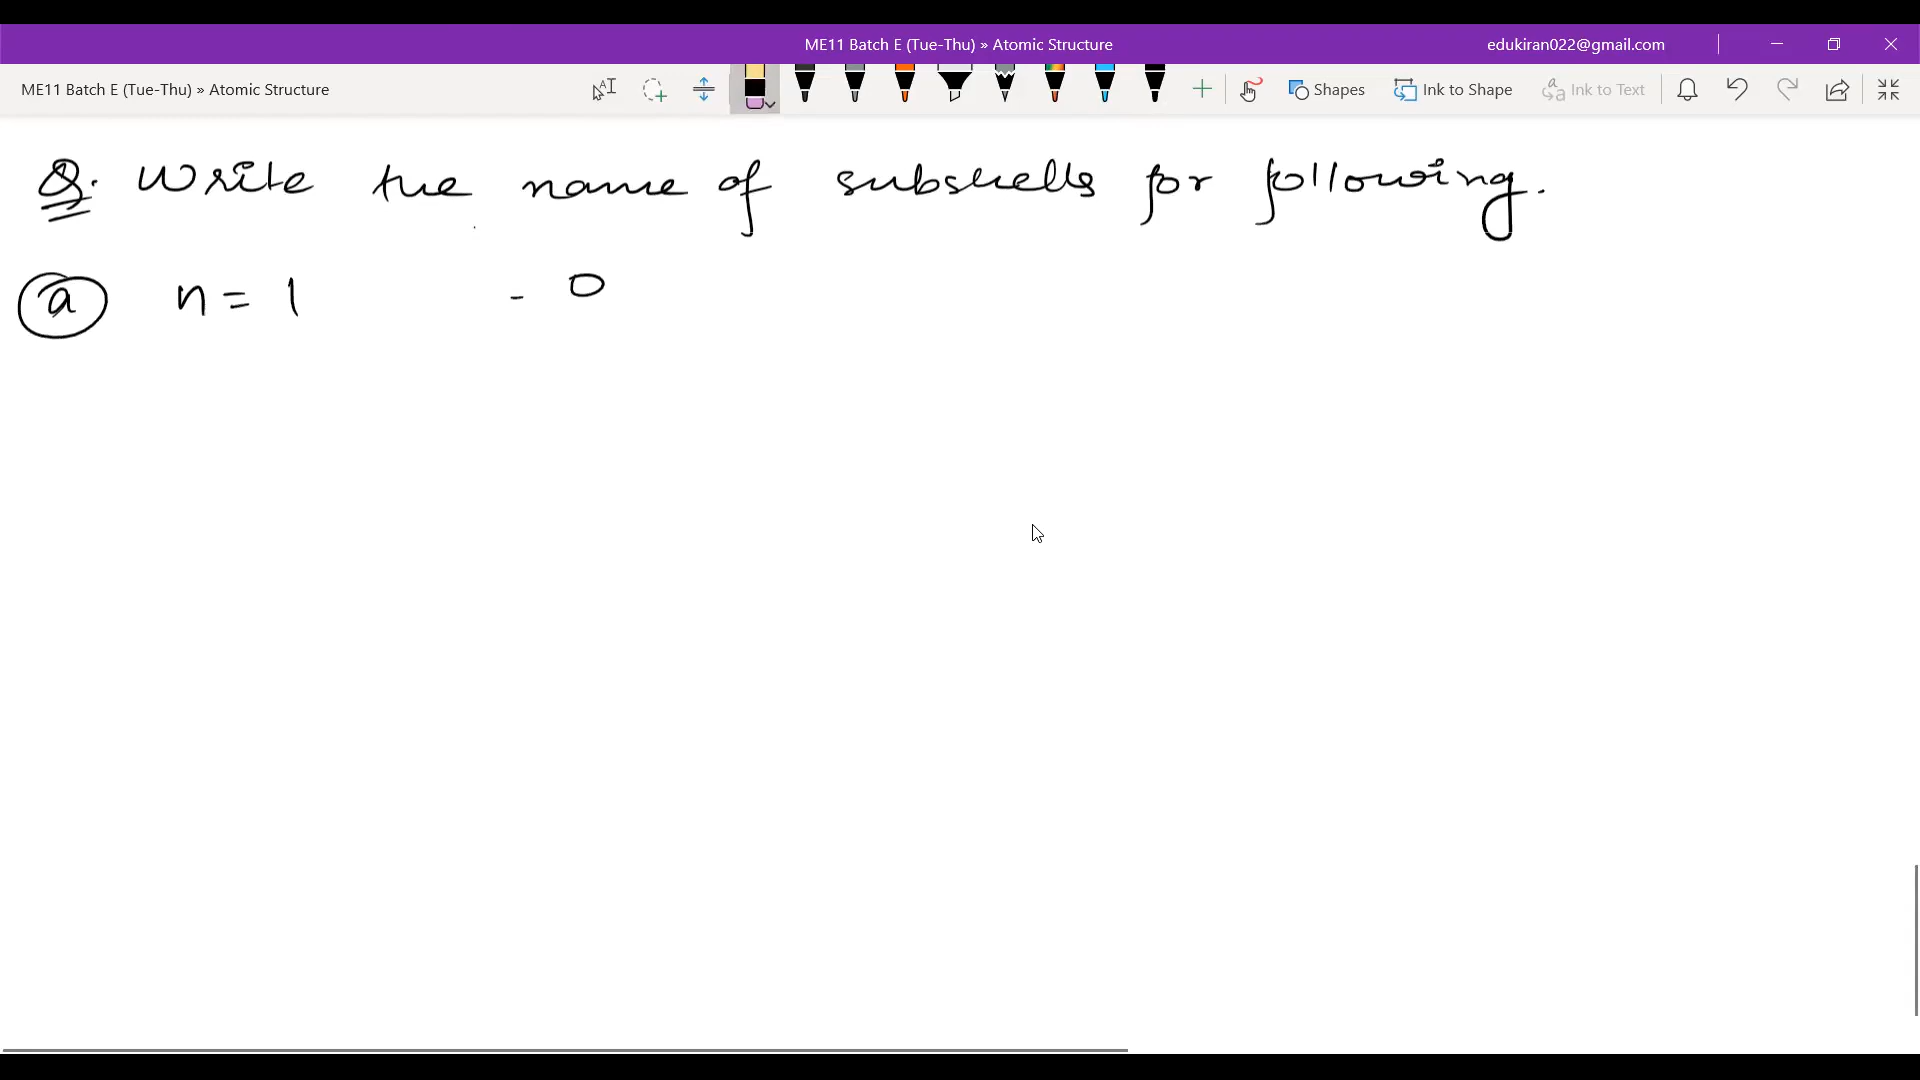 ME11 Batch E (Tue-Thu) » Atomic Structure edukiran022@gmail.com
ME11 Batch E (Tue-Thu) » Atomic Structure Shapes Ink to Shape Ink to Text
Q. Write the name of subshells for following.
a n = 1 - 0